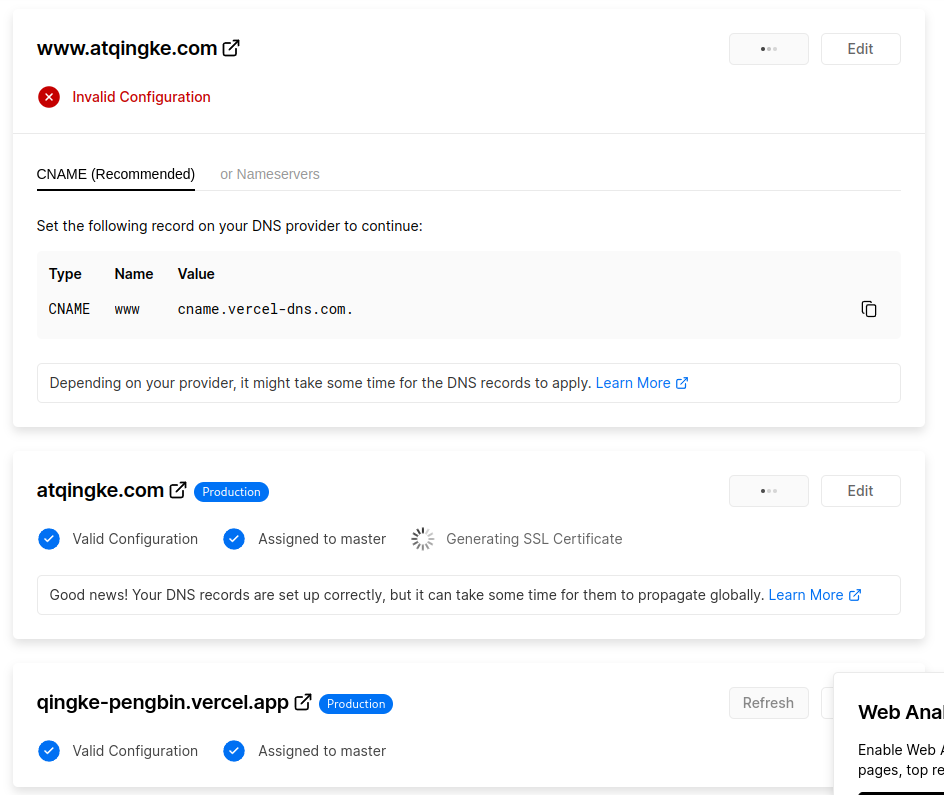 www.atqingke.com
Edit
Invalid Configuration
CNAME (Recommended) or Nameservers
Set the following record on your DNS provider to continue:
Type Name Value
CNAME www cname.vercel-dns.com.
Depending on your provider, it might take some time for the DNS records to apply. Learn More
atqingke.com Production
Edit
Valid Configuration Assigned to master Generating SSL Certificate
Good news! Your DNS records are set up correctly, but it can take some time for them to propagate globally. Learn More
qingke-pengbin.vercel.app Production
Refresh
Valid Configuration Assigned to master
Web Anal
Enable Web A
pages, top re